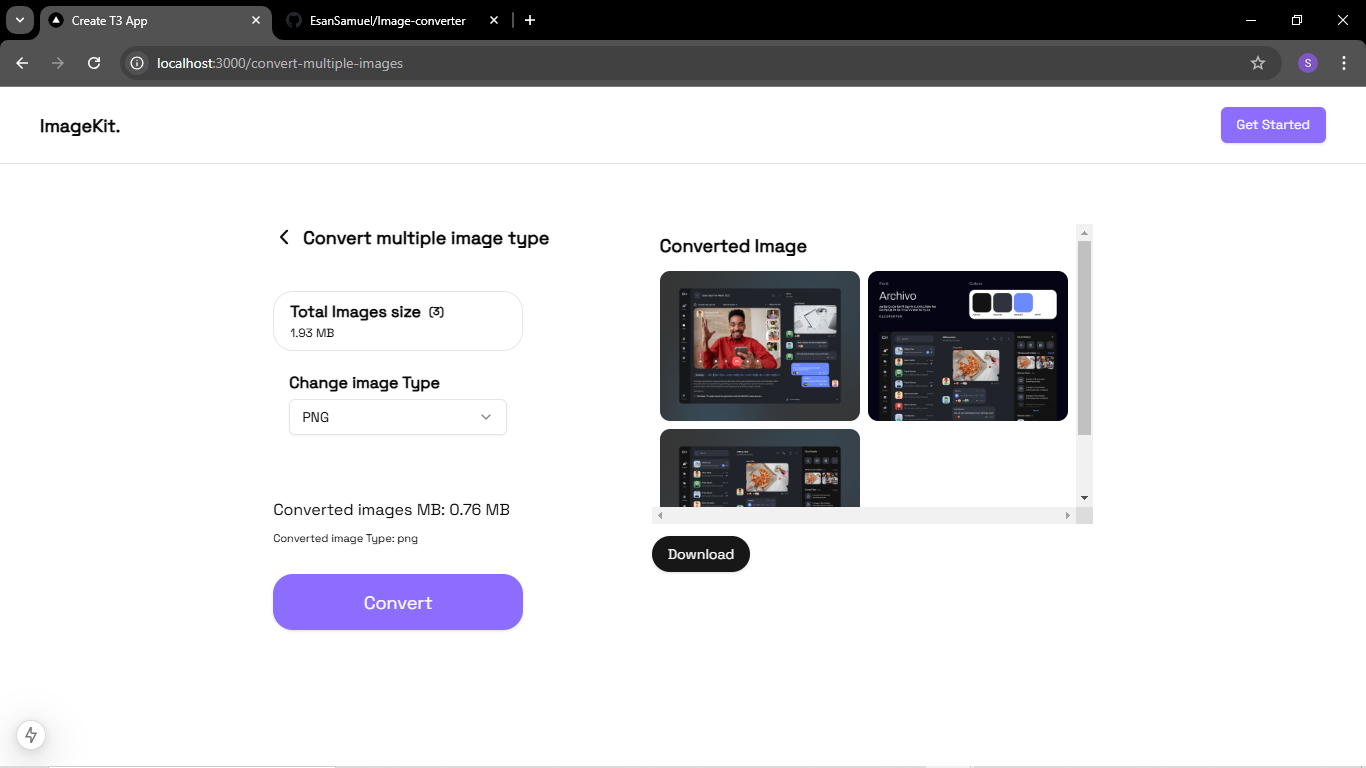 Create T3 App
EsanSamuel/Image-converter
localhost:3000/convert-multiple-images
S
ImageKit.
Get Started
Convert multiple image type
Total Images size (3)
1.93 MB
Change image Type
PNG
Converted images MB: 0.76 MB
Converted image Type: png
Convert
Converted Image
Font
Archivo
Colors
Download